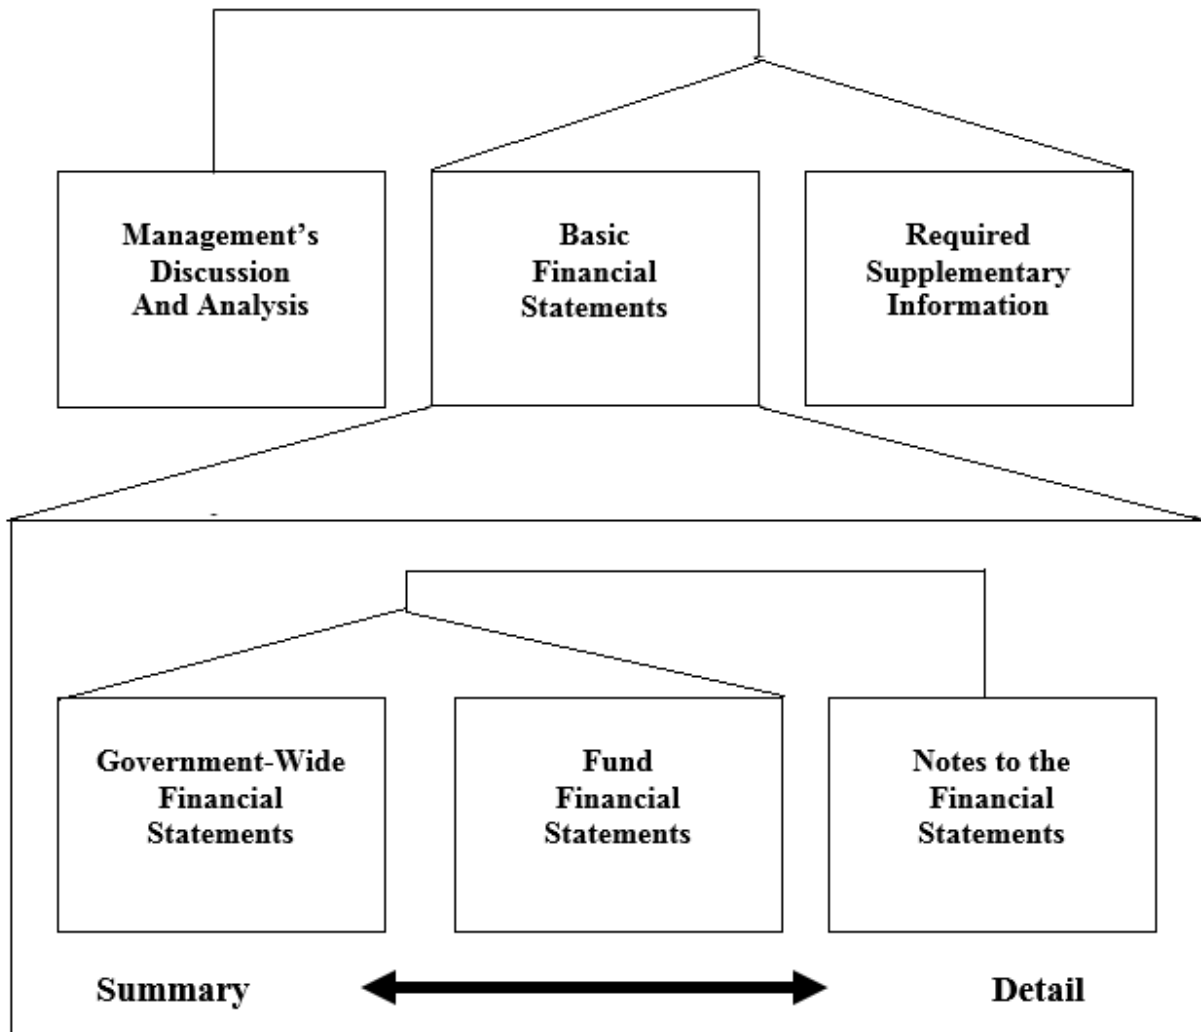 Management’s
Discussion
And Analysis
Basic
Financial
Statements
Required
Supplementary
Information
Government-Wide
Financial
Statements
Fund
Financial
Statements
Notes to the
Financial
Statements
Summary
Detail